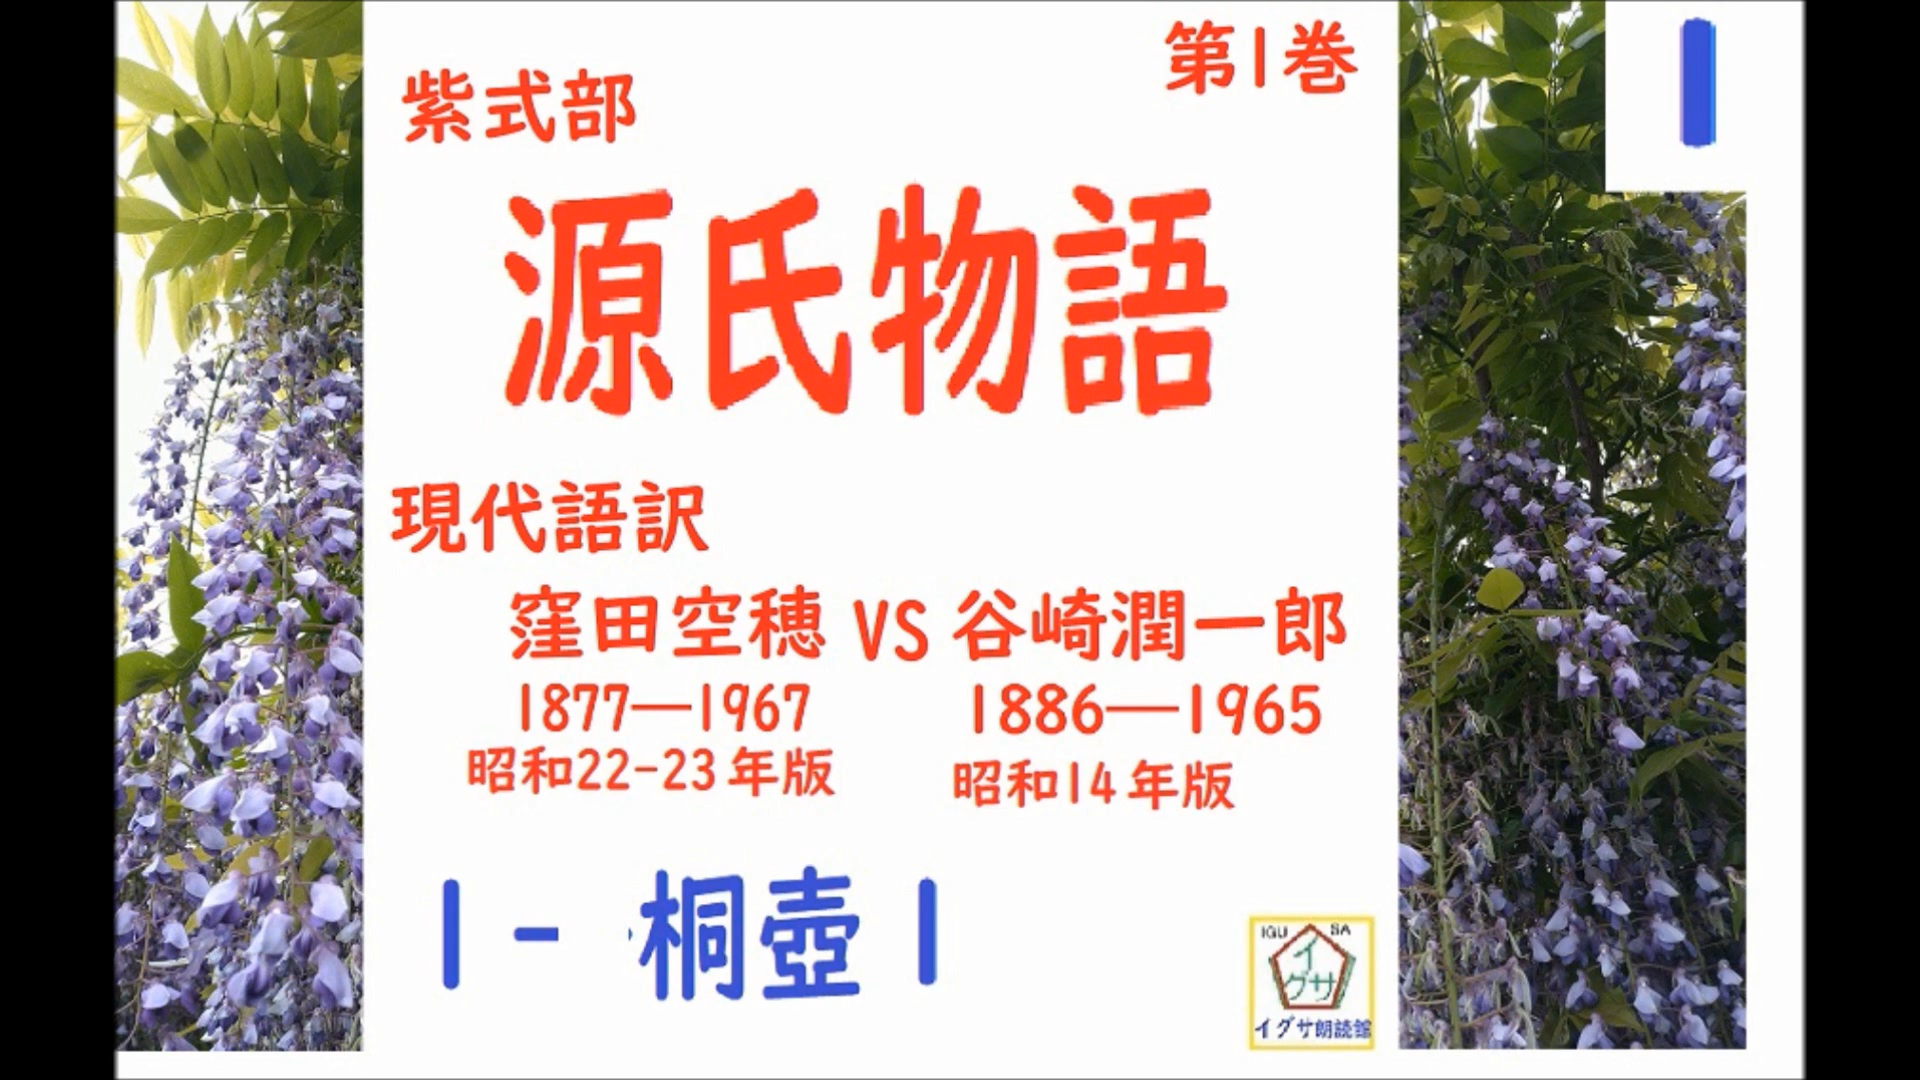 第1巻
1
紫式部
源氏物語
現代語訳
窪田空穂 VS 谷崎潤一郎
1877—1967 1886—1965
昭和22-23年版 昭和14年版
1 - 桐壺 1
IGU SA
イグサ
イグサ朗読館